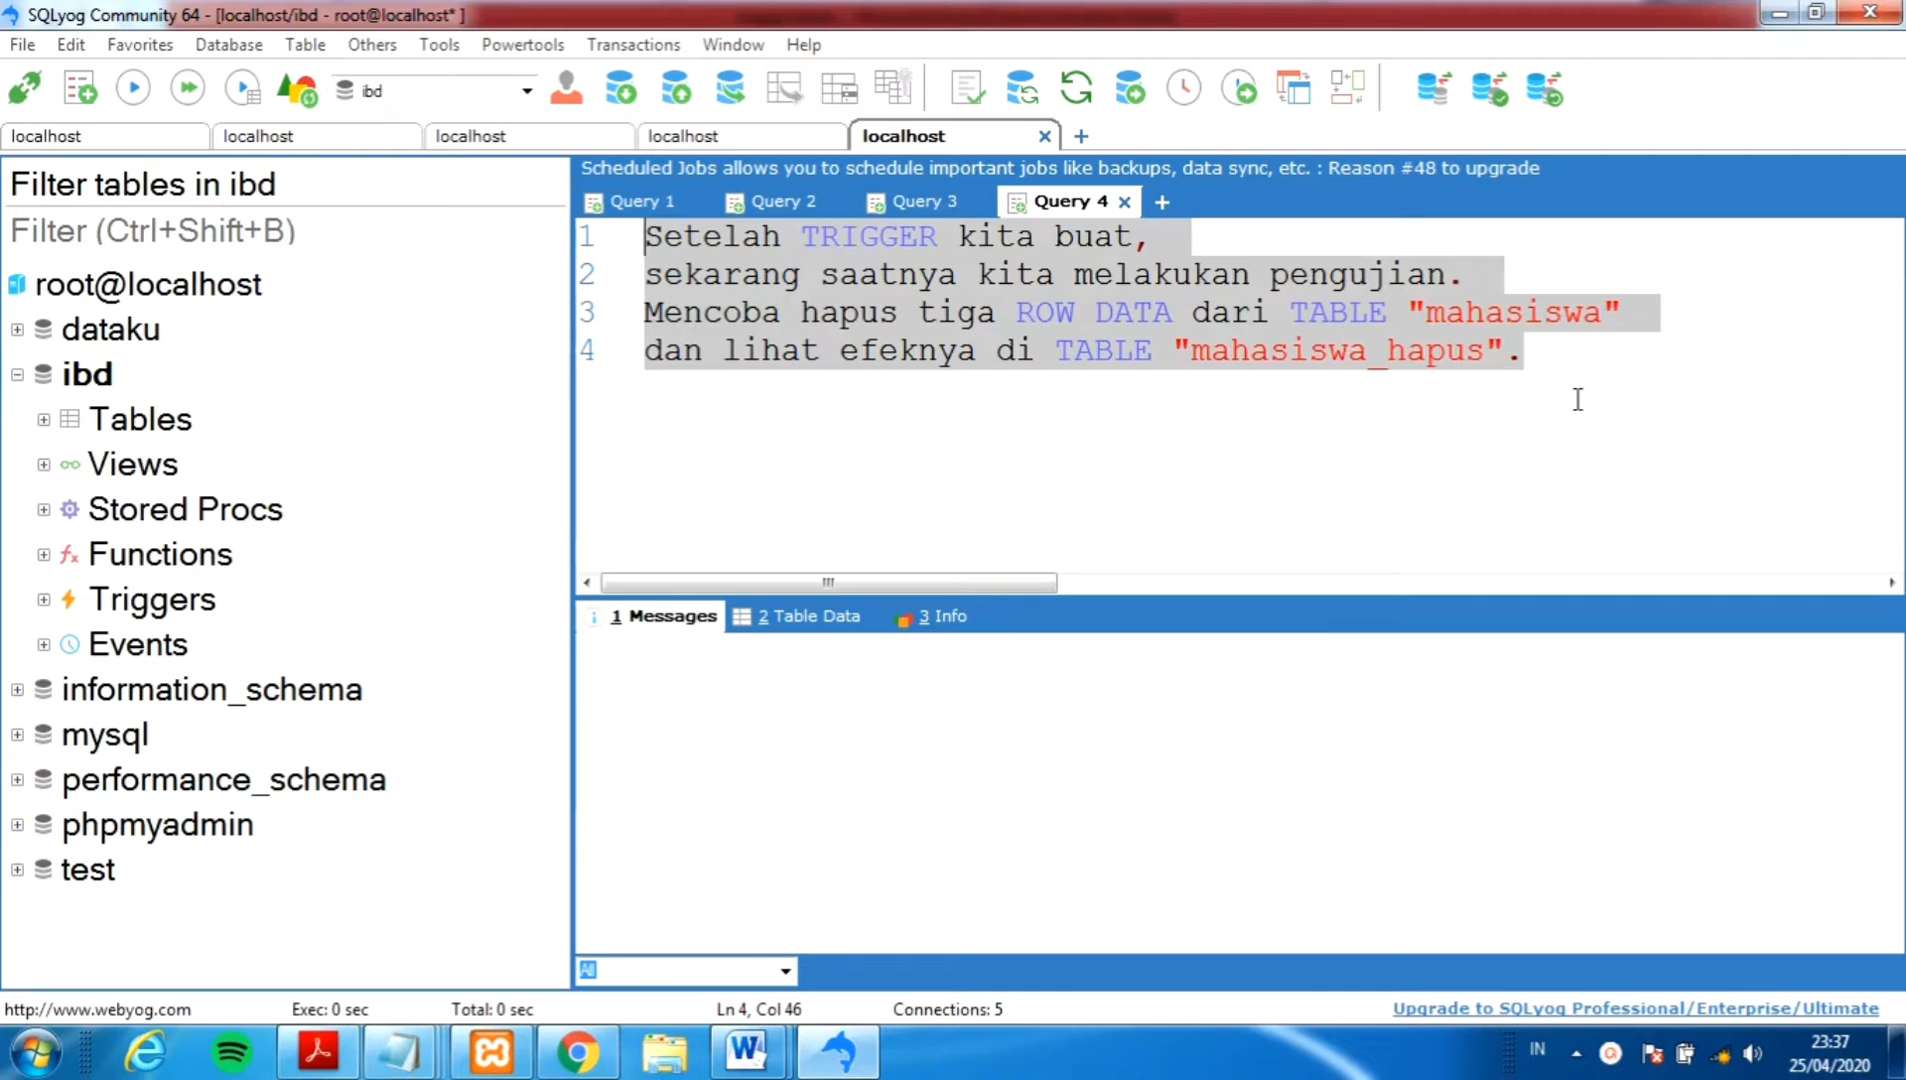 SQLyog Community 64 - [localhost/ibd - root@localhost* ]
File Edit Favorites Database Table Others Tools Powertools Transactions Window Help
ibd
localhost localhost localhost localhost localhost
Filter tables in ibd
Filter (Ctrl+Shift+B)
root@localhost
dataku
ibd
Tables
Views
Stored Procs
Functions
Triggers
Events
information_schema
mysql
performance_schema
phpmyadmin
test
Scheduled Jobs allows you to schedule important jobs like backups, data sync, etc. : Reason #48 to upgrade
Query 1 Query 2 Query 3 Query 4
1 Setelah TRIGGER kita buat,
2 sekarang saatnya kita melakukan pengujian.
3 Mencoba hapus tiga ROW DATA dari TABLE "mahasiswa"
4 dan lihat efeknya di TABLE "mahasiswa_hapus".
1 Messages 2 Table Data 3 Info
All
http://www.webyog.com Exec: 0 sec Total: 0 sec Ln 4, Col 46 Connections: 5 Upgrade to SQLyog Professional/Enterprise/Ultimate
IN
23:37
25/04/2020